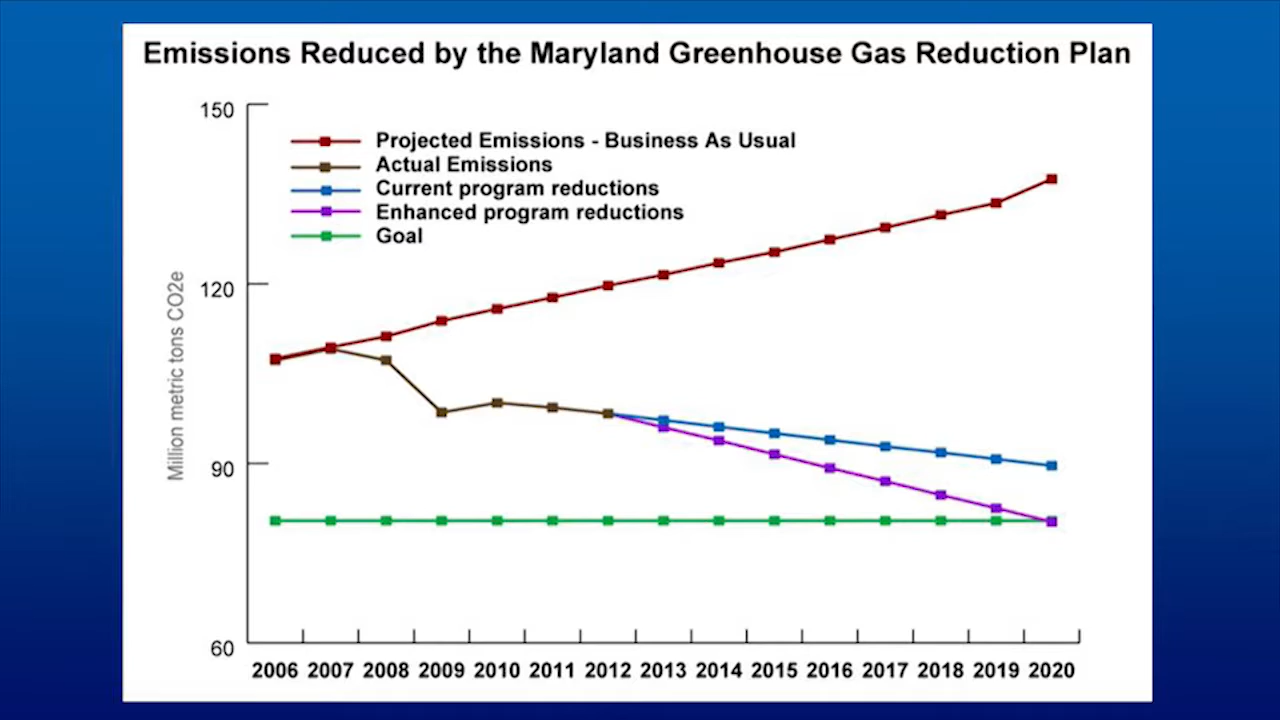 Emissions Reduced by the Maryland Greenhouse Gas Reduction Plan
150
Projected Emissions - Business As Usual
Actual Emissions
Current program reductions
Enhanced program reductions
Goal
120
Million metric tons CO2e
90
60
2006 2007 2008 2009 2010 2011 2012 2013 2014 2015 2016 2017 2018 2019 2020